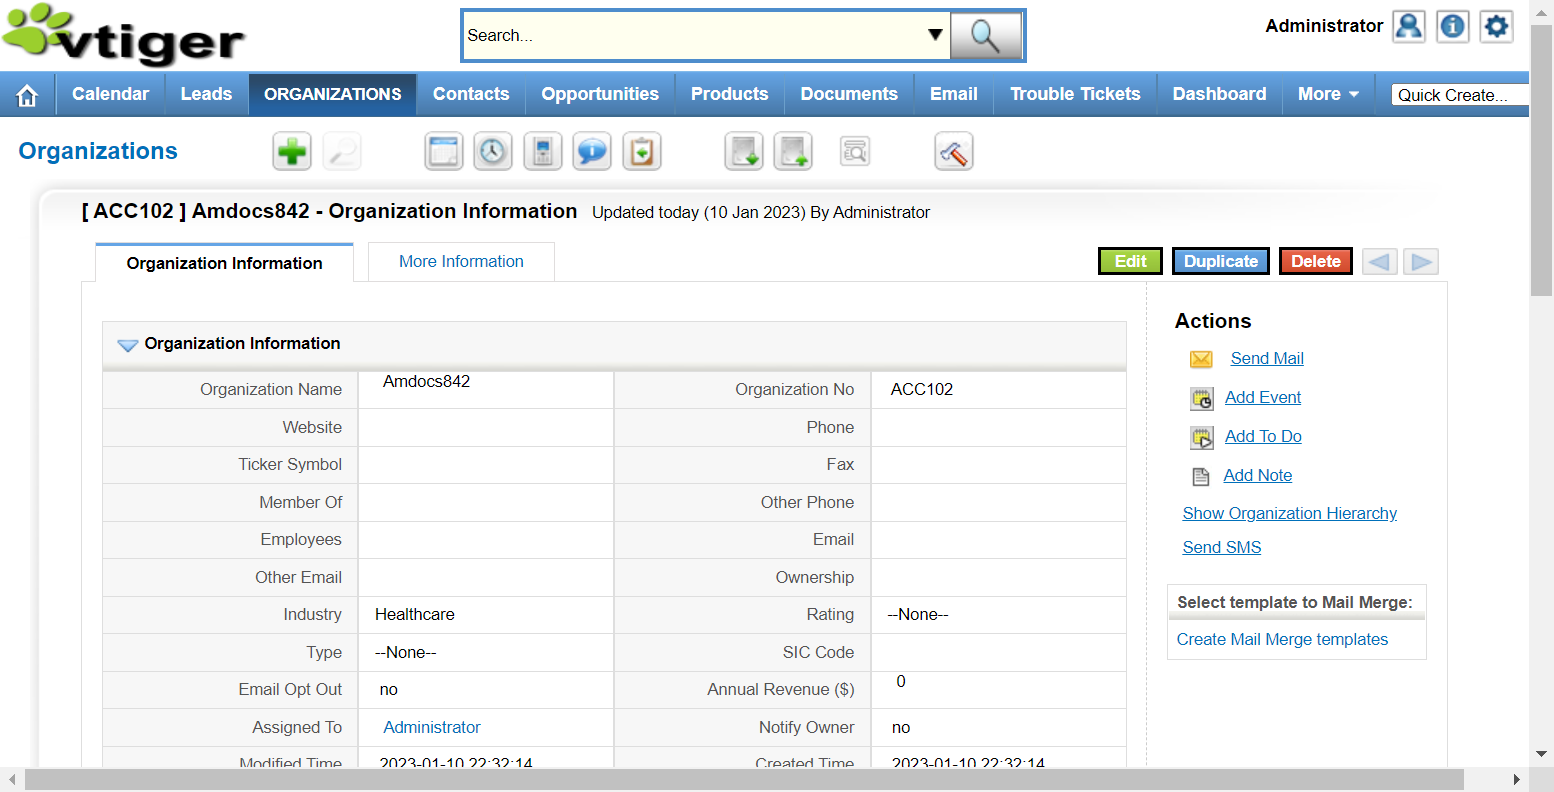 vtiger
Search...
Administrator
Calendar Leads ORGANIZATIONS Contacts Opportunities Products Documents Email Trouble Tickets Dashboard More Quick Create...
Organizations
[ ACC102 ] Amdocs842 - Organization Information Updated today (10 Jan 2023) By Administrator
Organization Information More Information Edit Duplicate Delete
Organization Information
Organization Name Amdocs842 Organization No ACC102
Website Phone
Ticker Symbol Fax
Member Of Other Phone
Employees Email
Other Email Ownership
Industry Healthcare Rating --None--
Type --None-- SIC Code
Email Opt Out no Annual Revenue ($) 0
Assigned To Administrator Notify Owner no
Modified Time 2023-01-10 22:32:14 Created Time 2023-01-10 22:32:14
Actions
Send Mail
Add Event
Add To Do
Add Note
Show Organization Hierarchy
Send SMS
Select template to Mail Merge:
Create Mail Merge templates